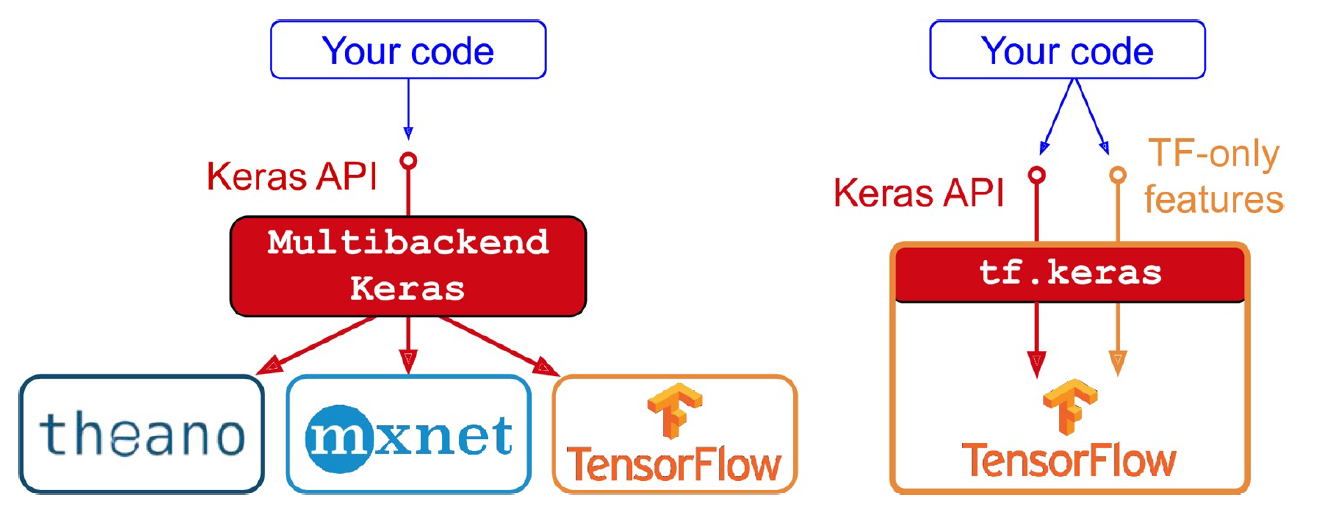 Your code
Keras API
Multibackend
Keras
theano
mxnet
TensorFlow
Your code
Keras API
TF-only
features
tf.keras
TensorFlow